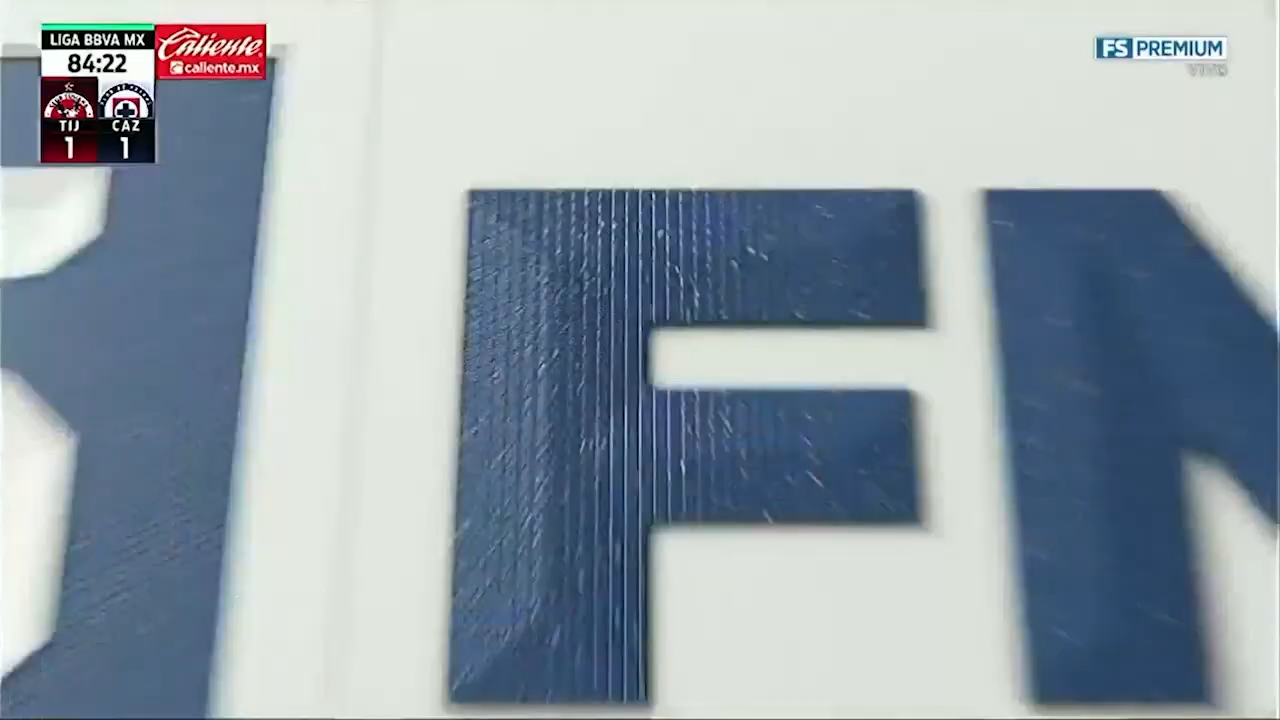 LIGA BBVA MX
84:22
Caliente
caliente.mx
TIJ CAZ
1 1
FS PREMIUM
VIVO
F